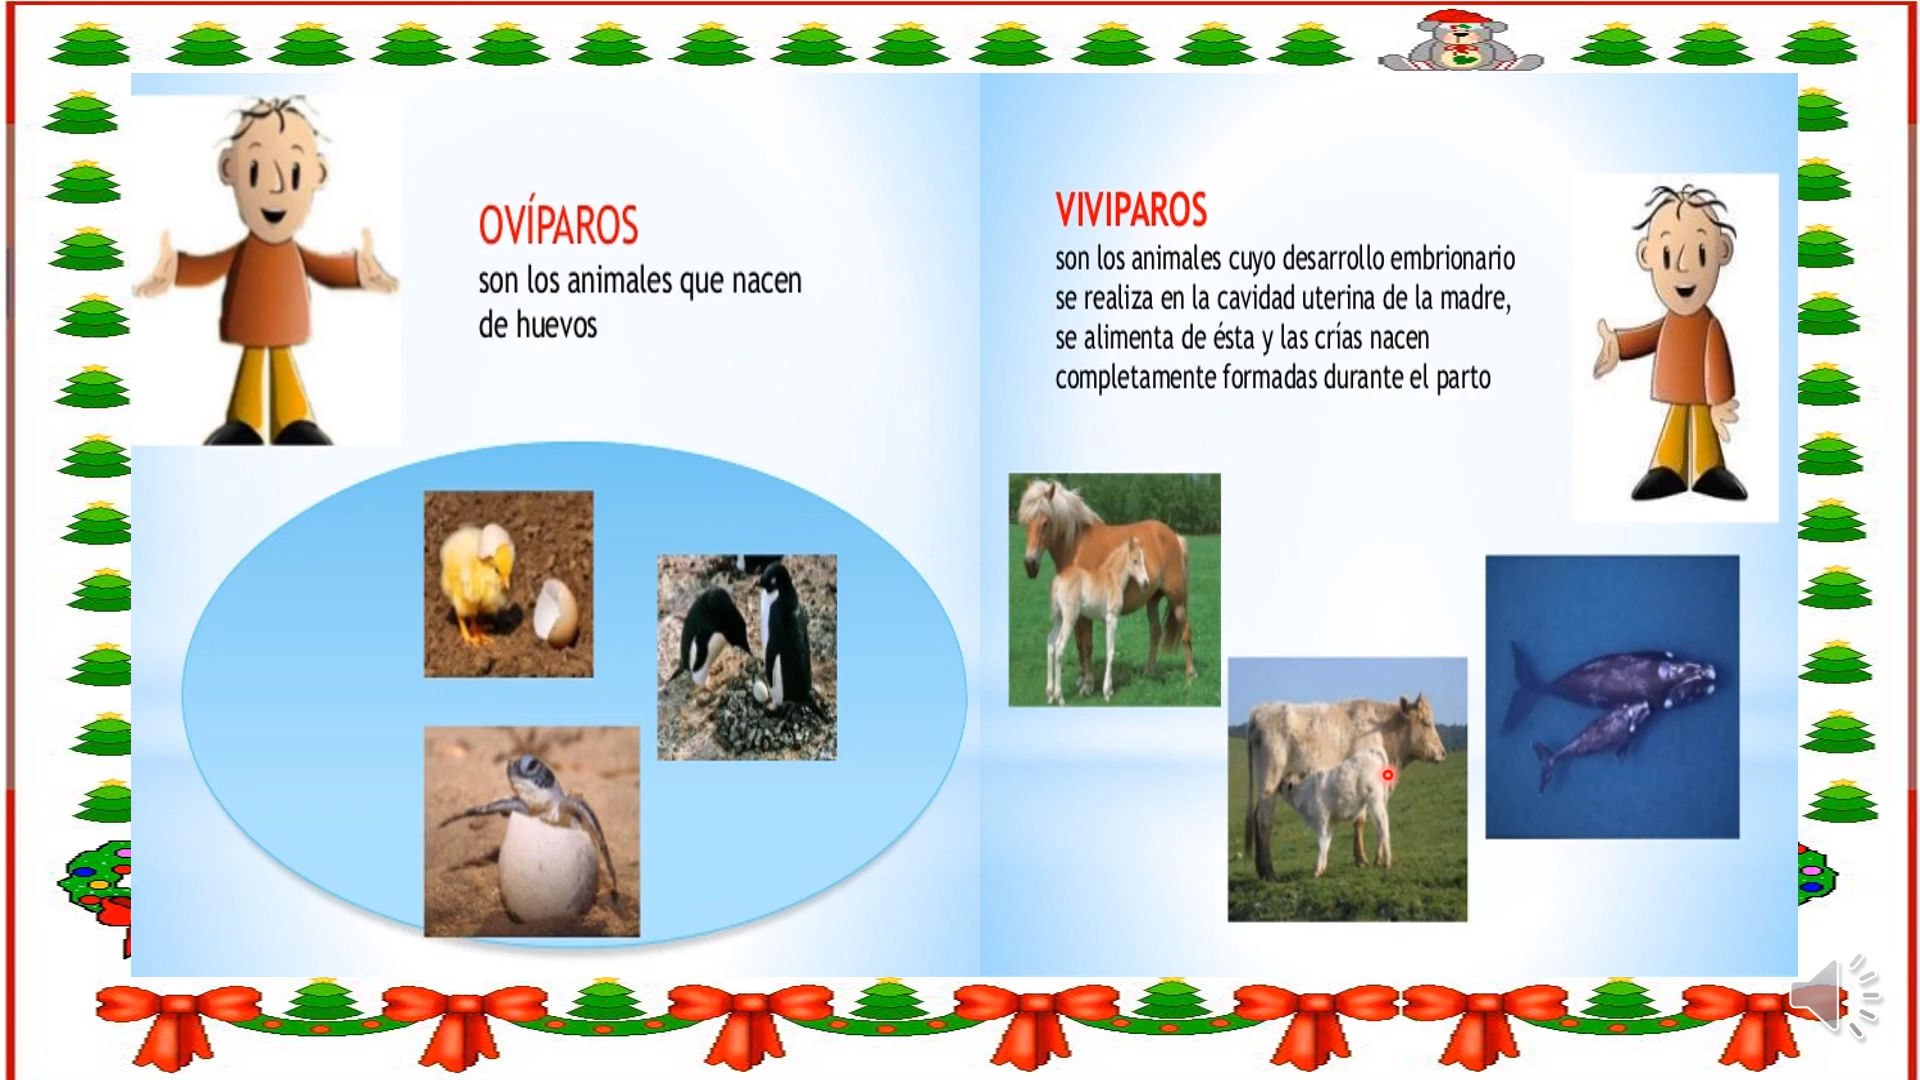 OVÍPAROS
son los animales que nacen
de huevos
VIVIPAROS
son los animales cuyo desarrollo embrionario
se realiza en la cavidad uterina de la madre,
se alimenta de ésta y las crías nacen
completamente formadas durante el parto